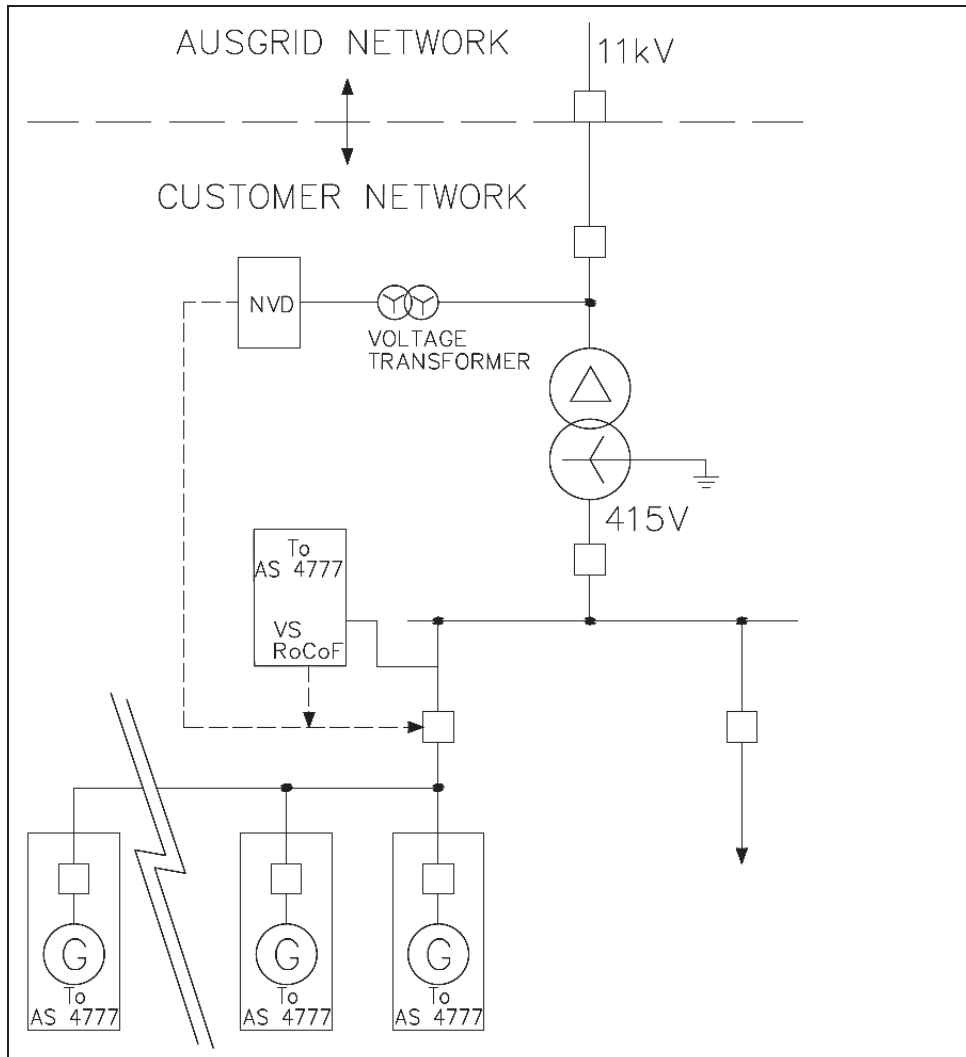 AUSGRID NETWORK
11kV
CUSTOMER NETWORK
NVD
VOLTAGE
TRANSFORMER
415V
To
AS 4777
VS
RoCoF
G
To
AS 4777
G
To
AS 4777
G
To
AS 4777